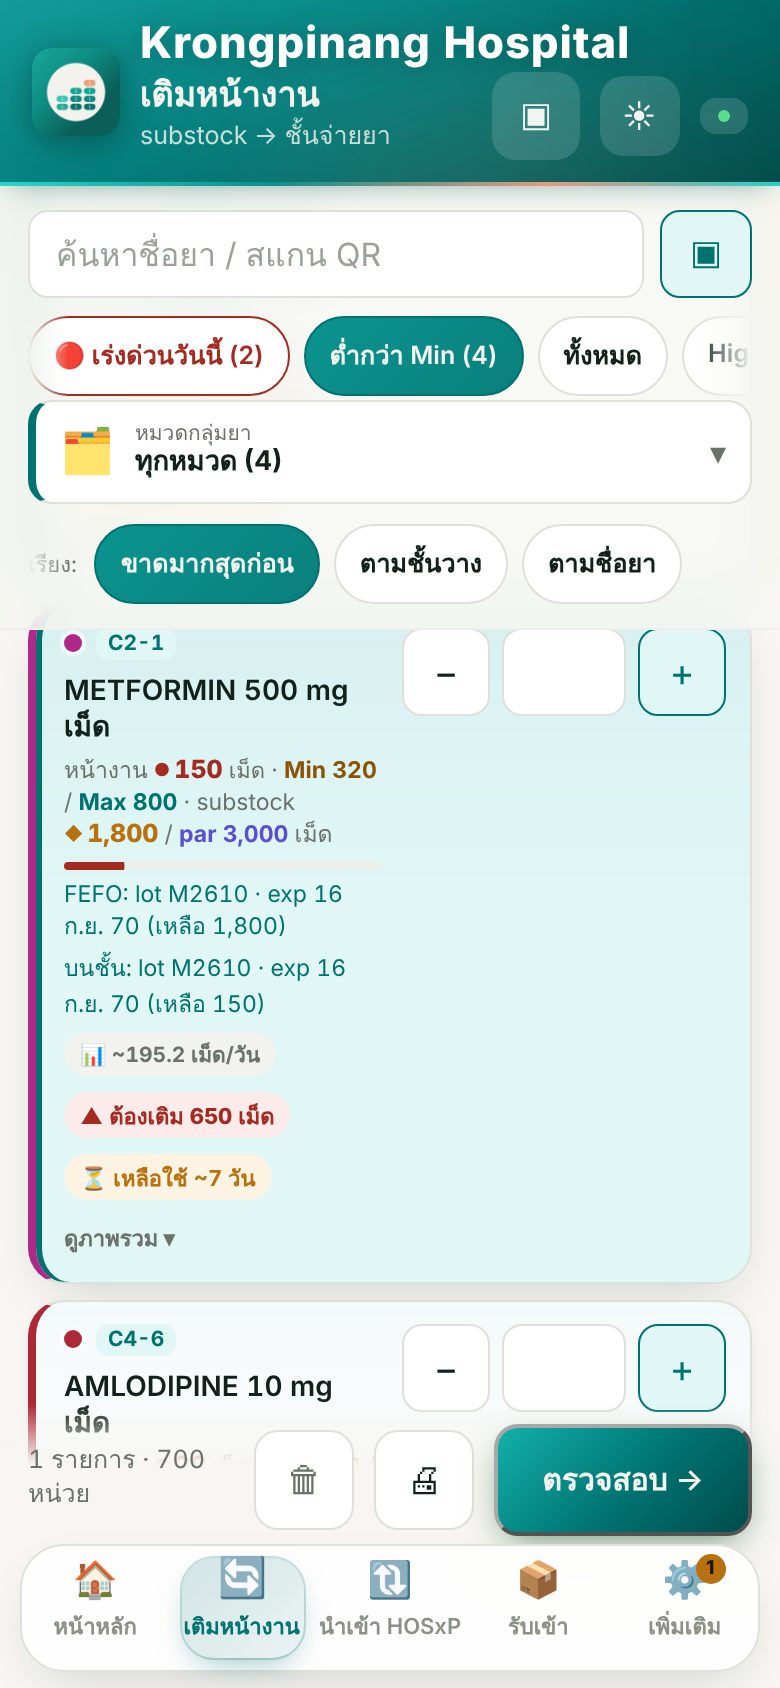 Krongpinang Hospital
เติมหน้างาน
substock → ชั้นจ่ายยา
ค้นหาชื่อยา / สแกน QR
เร่งด่วนวันนี้ (2)
ต่ำกว่า Min (4)
ทั้งหมด
Hig
หมวดกลุ่มยา
ทุกหมวด (4)
▼
เรียง:
ขาดมากสุดก่อน
ตามชั้นวาง
ตามชื่อยา
C2-1
−
+
METFORMIN 500 mg
เม็ด
หน้างาน ● 150 เม็ด · Min 320
/ Max 800 · substock
◆ 1,800 / par 3,000 เม็ด
FEFO: lot M2610 · exp 16
ก.ย. 70 (เหลือ 1,800)
บนชั้น: lot M2610 · exp 16
ก.ย. 70 (เหลือ 150)
~195.2 เม็ด/วัน
▲ ต้องเติม 650 เม็ด
เหลือใช้ ~7 วัน
ดูภาพรวม ▾
C4-6
−
+
AMLODIPINE 10 mg
เม็ด
1 รายการ · 700
หน่วย
ตรวจสอบ →
หน้าหลัก
เติมหน้างาน
นำเข้า HOSxP
รับเข้า
1
เพิ่มเติม